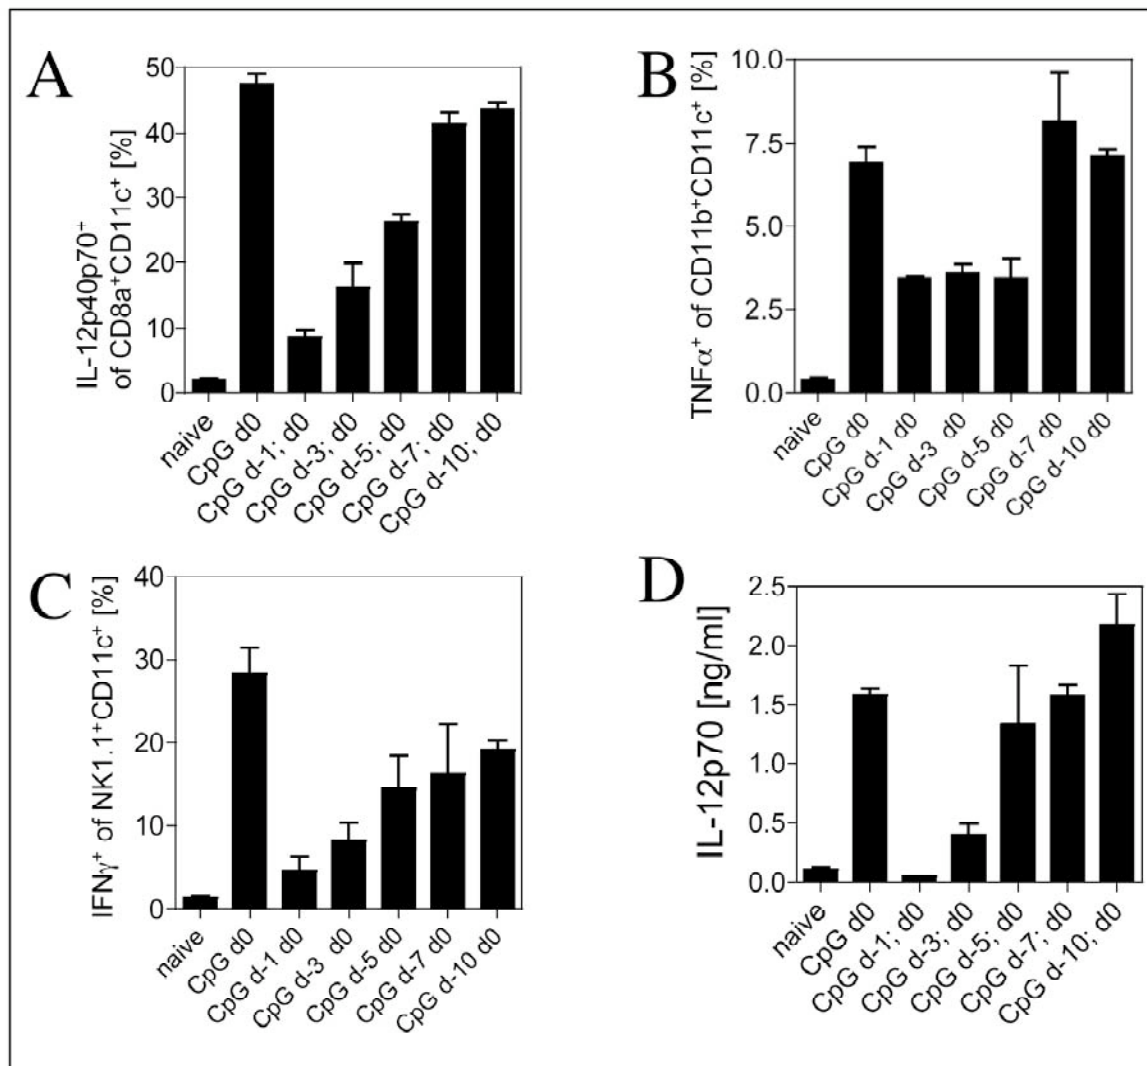 A
IL-12p40p70⁺
of CD8a⁺CD11c⁺ [%]
50
40
30
20
10
0
naive
CpG d0
CpG d-1; d0
CpG d-3; d0
CpG d-5; d0
CpG d-7; d0
CpG d-10; d0
B
TNFα⁺ of CD11b⁺CD11c⁺ [%]
10.0
7.5
5.0
2.5
0.0
naive
CpG d0
CpG d-1 d0
CpG d-3 d0
CpG d-5 d0
CpG d-7 d0
CpG d-10 d0
C
IFNγ⁺ of NK1.1⁺CD11c⁺ [%]
40
30
20
10
0
naive
CpG d0
CpG d-1 d0
CpG d-3 d0
CpG d-5 d0
CpG d-7 d0
CpG d-10 d0
D
IL-12p70 [ng/ml]
2.5
2.0
1.5
1.0
0.5
0.0
naive
CpG d0
CpG d-1; d0
CpG d-3; d0
CpG d-5; d0
CpG d-7; d0
CpG d-10; d0